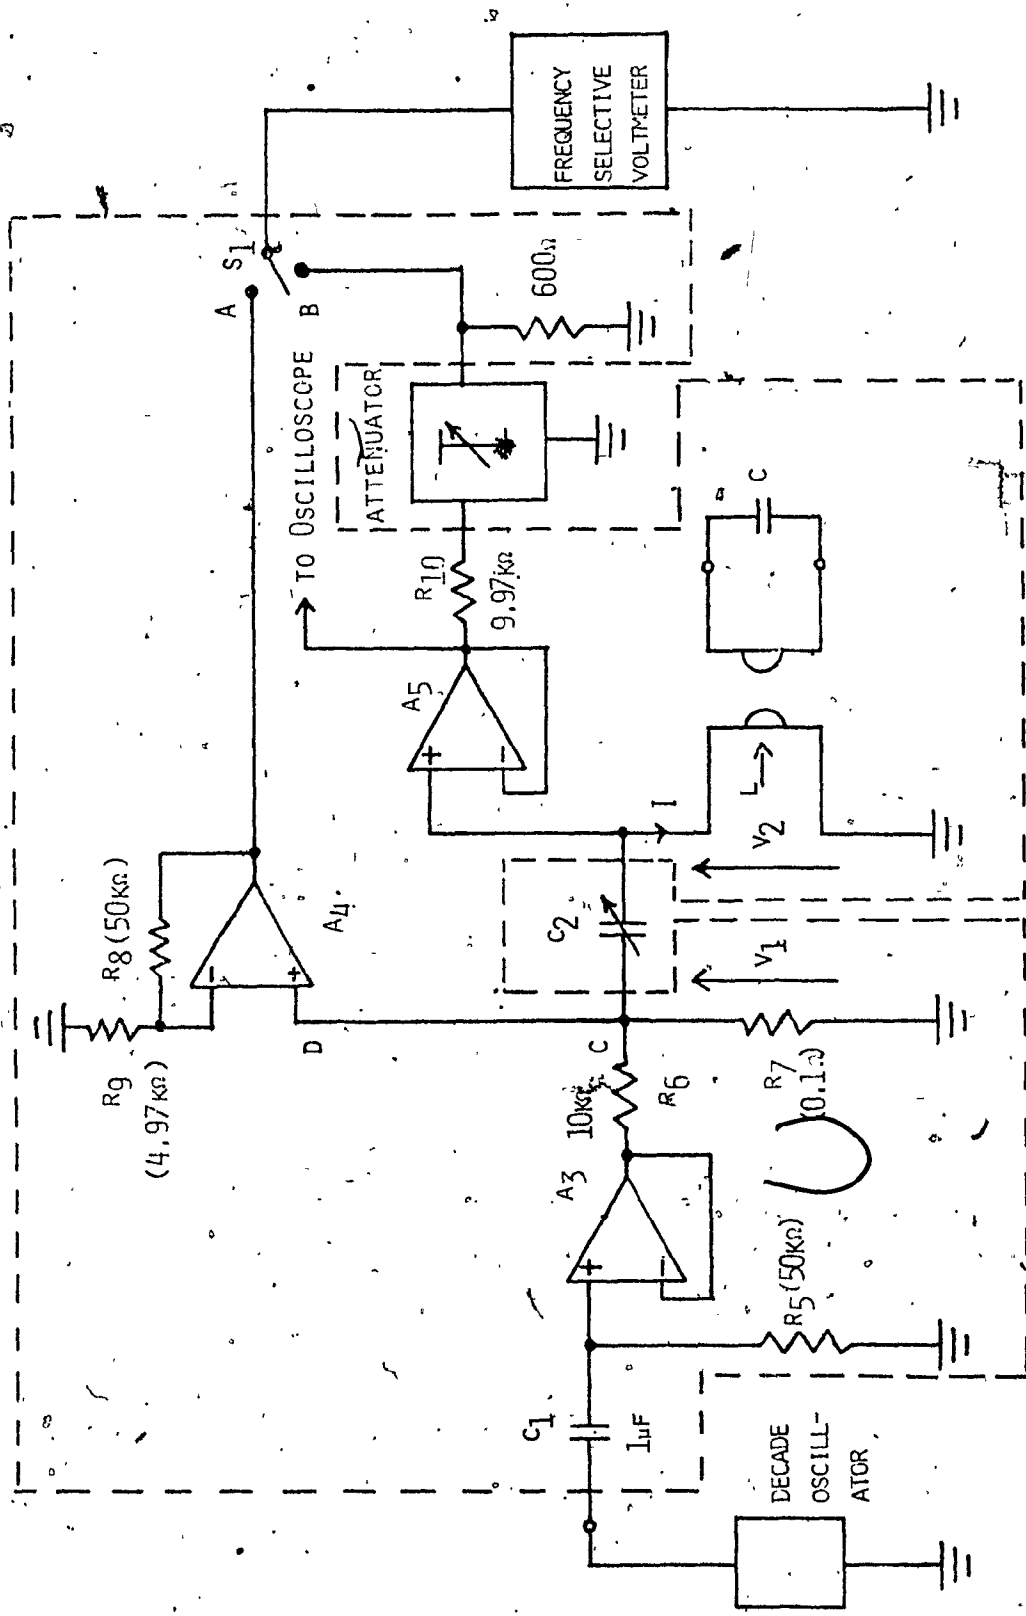 R9
(4.97KΩ)
R8(50KΩ)
−
+
A4
D
A
S1
B
TO OSCILLOSCOPE
ATTENUATOR
600Ω
FREQUENCY
SELECTIVE
VOLTMETER
R10
9.97KΩ
A5
+
−
C1
1µF
A3
+
−
10KΩ
R6
C
C2
I
R5(50KΩ)
R7
(0.1Ω)
V1
V2
L
C
DECADE
OSCILL-
ATOR